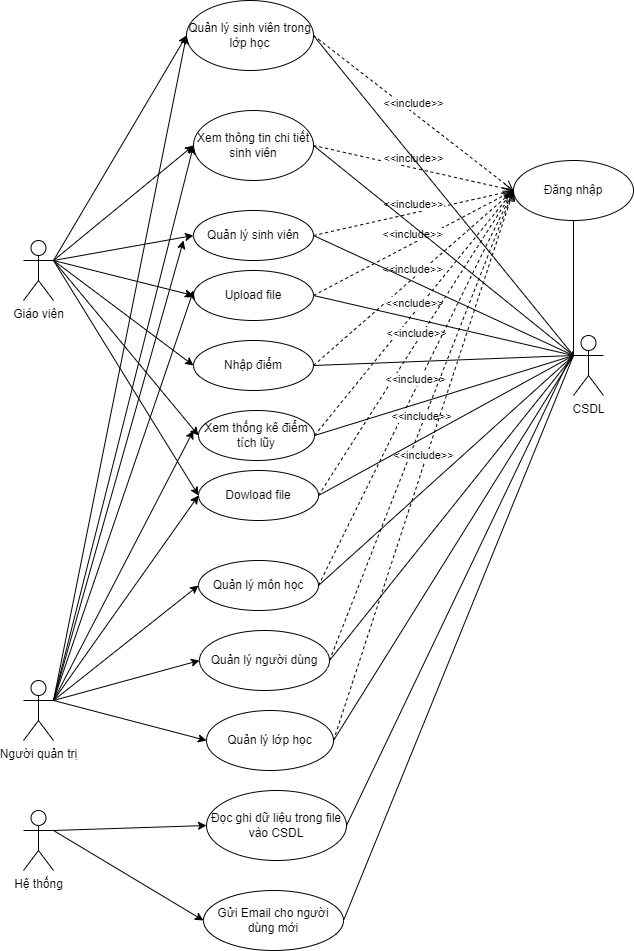 Quản lý sinh viên trong
lớp học
<<include>>
Xem thông tin chi tiết
sinh viên
<<include>>
Đăng nhập
<<include>>
Quản lý sinh viên
<<include>>
<<include>>
Giáo viên
Upload file
<<include>>
<<include>>
Nhập điểm
<<include>>
CSDL
<<include>>
Xem thống kê điểm
tích lũy
<<include>>
Dowload file
Quản lý môn học
Quản lý người dùng
Quản lý lớp học
Người quản trị
Đọc ghi dữ liệu trong file
vào CSDL
Hệ thống
Gửi Email cho người
dùng mới